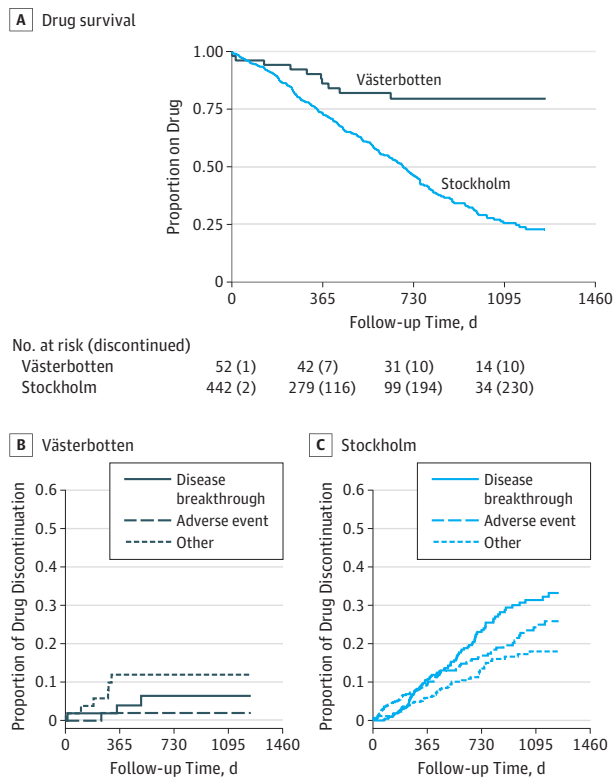 A Drug survival
1.00
0.75
0.50
0.25
0
Proportion on Drug
Västerbotten
Stockholm
0 365 730 1095 1460
Follow-up Time, d
No. at risk (discontinued)
Västerbotten 52 (1) 42 (7) 31 (10) 14 (10)
Stockholm 442 (2) 279 (116) 99 (194) 34 (230)
B Västerbotten
Disease
breakthrough
Adverse event
Other
0.6
0.5
0.4
0.3
0.2
0.1
0
Proportion of Drug Discontinuation
0 365 730 1095 1460
Follow-up Time, d
C Stockholm
Disease
breakthrough
Adverse event
Other
0.6
0.5
0.4
0.3
0.2
0.1
0
Proportion of Drug Discontinuation
0 365 730 1095 1460
Follow-up Time, d